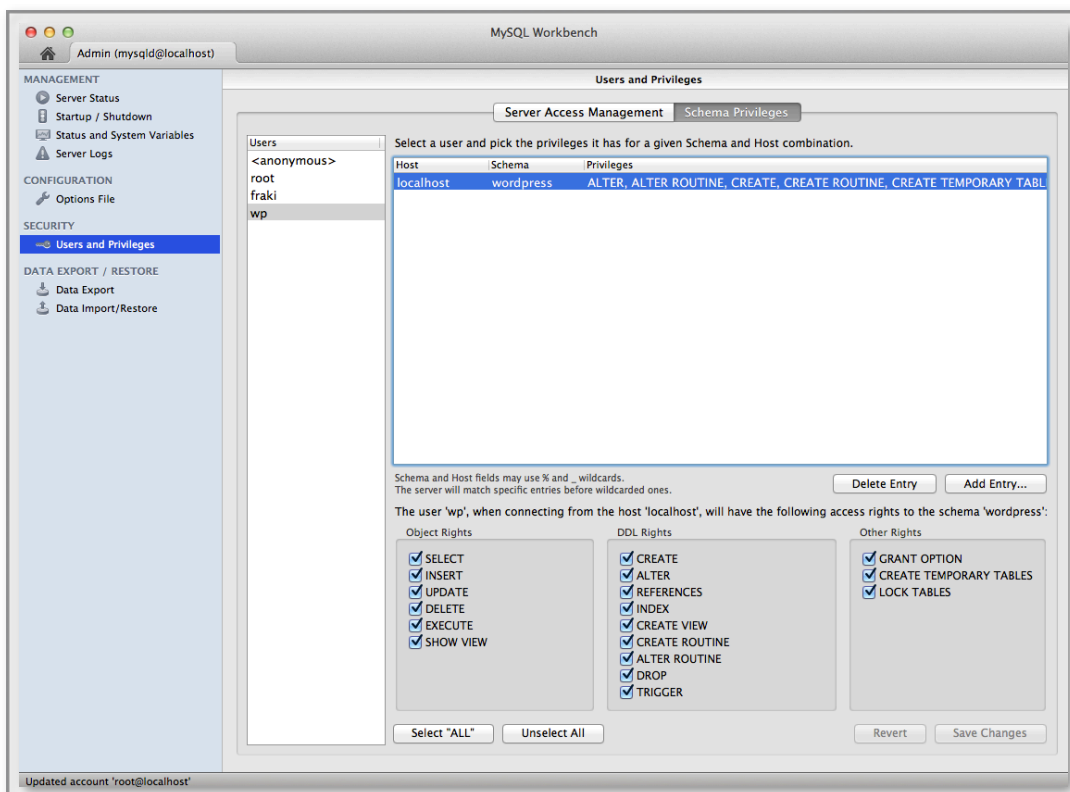 MySQL Workbench
Admin (mysqld@localhost)
MANAGEMENT
Server Status
Startup / Shutdown
Status and System Variables
Server Logs
CONFIGURATION
Options File
SECURITY
Users and Privileges
DATA EXPORT / RESTORE
Data Export
Data Import/Restore
Users and Privileges
Server Access Management Schema Privileges
Users
<anonymous>
root
fraki
wp
Select a user and pick the privileges it has for a given Schema and Host combination.
Host Schema Privileges
localhost wordpress ALTER, ALTER ROUTINE, CREATE, CREATE ROUTINE, CREATE TEMPORARY TABL
Schema and Host fields may use % and _ wildcards.
The server will match specific entries before wildcarded ones.
Delete Entry Add Entry...
The user 'wp', when connecting from the host 'localhost', will have the following access rights to the schema 'wordpress':
Object Rights
SELECT
INSERT
UPDATE
DELETE
EXECUTE
SHOW VIEW
DDL Rights
CREATE
ALTER
REFERENCES
INDEX
CREATE VIEW
CREATE ROUTINE
ALTER ROUTINE
DROP
TRIGGER
Other Rights
GRANT OPTION
CREATE TEMPORARY TABLES
LOCK TABLES
Select "ALL" Unselect All Revert Save Changes
Updated account 'root@localhost'